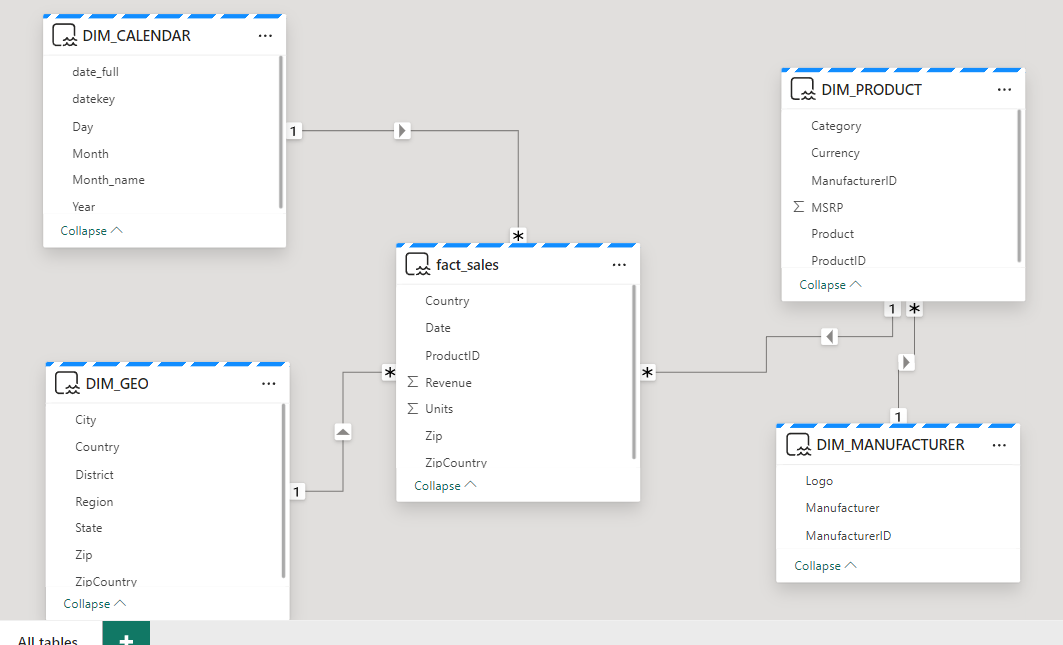 DIM_CALENDAR ...
date_full
datekey
Day
Month
Month_name
Year
Collapse
1
*
DIM_PRODUCT ...
Category
Currency
ManufacturerID
Σ MSRP
Product
ProductID
Collapse
1 *
fact_sales ...
Country
Date
ProductID
Σ Revenue
Σ Units
Zip
ZipCountry
Collapse
*
*
DIM_GEO ...
City
Country
District
Region
State
Zip
ZipCountry
Collapse
1
1
DIM_MANUFACTURER ...
Logo
Manufacturer
ManufacturerID
Collapse
All tables +